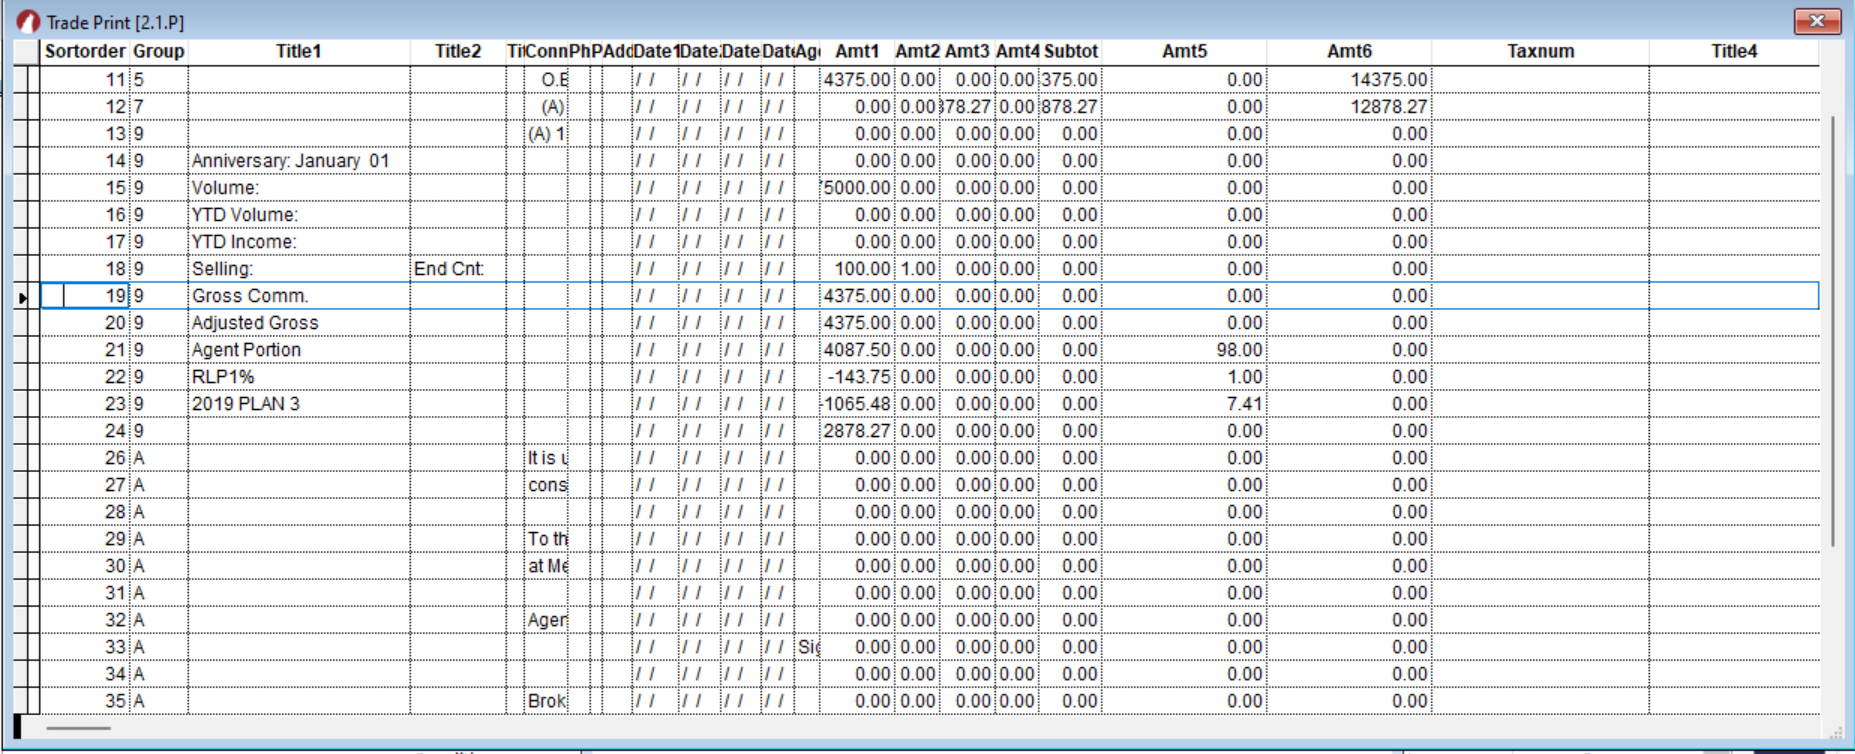 Trade Print [2.1.P]
Sortorder Group Title1 Title2 Ti Conn Ph P Add Date1 Date Date Date Age Amt1 Amt2 Amt3 Amt4 Subtot Amt5 Amt6 Taxnum Title4
11 5 O.E / / / / / / / / 4375.00 0.00 0.00 0.00 375.00 0.00 14375.00
12 7 (A) / / / / / / / / 0.00 0.00 878.27 0.00 878.27 0.00 12878.27
13 9 (A) 1 / / / / / / / / 0.00 0.00 0.00 0.00 0.00 0.00 0.00
14 9 Anniversary: January 01 / / / / / / / / 0.00 0.00 0.00 0.00 0.00 0.00 0.00
15 9 Volume: / / / / / / / / 5000.00 0.00 0.00 0.00 0.00 0.00 0.00
16 9 YTD Volume: / / / / / / / / 0.00 0.00 0.00 0.00 0.00 0.00 0.00
17 9 YTD Income: / / / / / / / / 0.00 0.00 0.00 0.00 0.00 0.00 0.00
18 9 Selling: End Cnt: / / / / / / / / 100.00 1.00 0.00 0.00 0.00 0.00 0.00
19 9 Gross Comm. / / / / / / / / 4375.00 0.00 0.00 0.00 0.00 0.00 0.00
20 9 Adjusted Gross / / / / / / / / 4375.00 0.00 0.00 0.00 0.00 0.00 0.00
21 9 Agent Portion / / / / / / / / 4087.50 0.00 0.00 0.00 0.00 98.00 0.00
22 9 RLP1% / / / / / / / / -143.75 0.00 0.00 0.00 0.00 1.00 0.00
23 9 2019 PLAN 3 / / / / / / / / -1065.48 0.00 0.00 0.00 0.00 7.41 0.00
24 9 / / / / / / / / 2878.27 0.00 0.00 0.00 0.00 0.00 0.00
26 A It is u / / / / / / / / 0.00 0.00 0.00 0.00 0.00 0.00 0.00
27 A cons / / / / / / / / 0.00 0.00 0.00 0.00 0.00 0.00 0.00
28 A / / / / / / / / 0.00 0.00 0.00 0.00 0.00 0.00 0.00
29 A To th / / / / / / / / 0.00 0.00 0.00 0.00 0.00 0.00 0.00
30 A at Me / / / / / / / / 0.00 0.00 0.00 0.00 0.00 0.00 0.00
31 A / / / / / / / / 0.00 0.00 0.00 0.00 0.00 0.00 0.00
32 A Agen / / / / / / / / 0.00 0.00 0.00 0.00 0.00 0.00 0.00
33 A / / / / / / / / Sig 0.00 0.00 0.00 0.00 0.00 0.00 0.00
34 A / / / / / / / / 0.00 0.00 0.00 0.00 0.00 0.00 0.00
35 A Brok / / / / / / / / 0.00 0.00 0.00 0.00 0.00 0.00 0.00